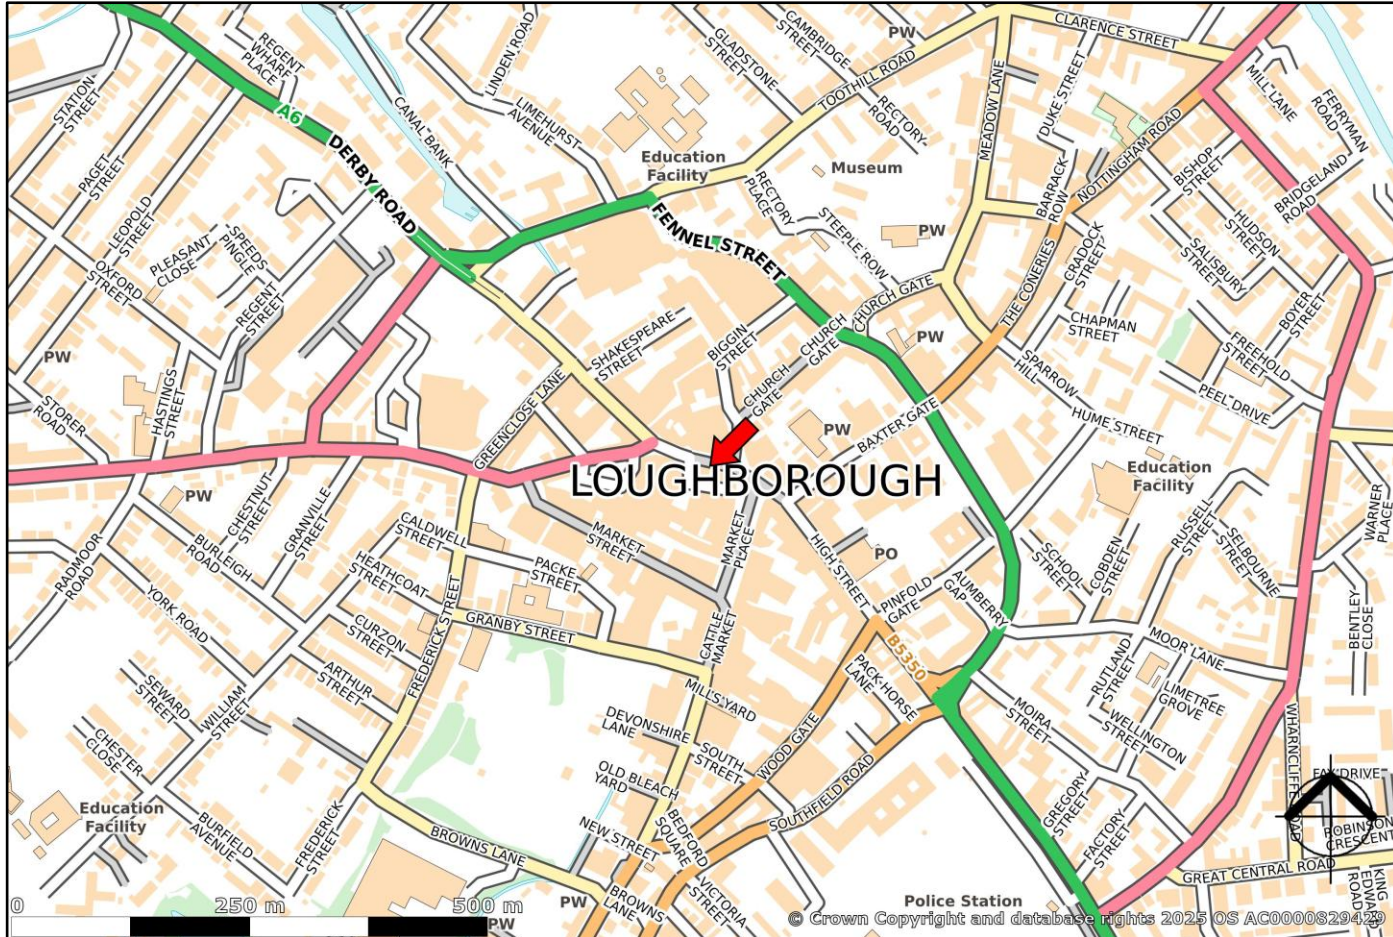 CLARENCE STREET
CAMBRIDGE
STREET
PW
GLADSTONE
STREET
LINDEN ROAD
REGENT
WHARF
PLACE
STATION
STREET
A6
CANAL BANK
LIMEHURST
AVENUE
TOOTHILL ROAD
RECTORY
ROAD
MEADOW LANE
DUKE STREET
MILL LANE
FERRYMAN
ROAD
NOTTINGHAM ROAD
BISHOP
STREET
BRIDGELAND
ROAD
DERBY ROAD
PAGET
STREET
LEOPOLD
STREET
Education
Facility
Museum
RECTORY
PLACE
BARRACK
ROW
HUDSON
STREET
SALISBURY
STREET
FENNEL STREET
STEEPLE ROW
PW
CRADDOCK
STREET
THE CONERIES
PLEASANT
CLOSE
SPEEDS
PINGLE
OXFORD
STREET
REGENT
STREET
CHURCH GATE
CHAPMAN
STREET
BOYER
STREET
FREEHOLD
STREET
PEEL DRIVE
SHAKESPEARE
STREET
BIGGIN
STREET
CHURCH
GATE
CHURCH
GATE
PW
SPARROW
HILL
HUME STREET
PW
HASTINGS
STREET
STORER
ROAD
GREENCLOSE LANE
PW
BAXTER GATE
Education
Facility
LOUGHBOROUGH
PW
CHESTNUT
STREET
GRANVILLE
STREET
CALDWELL
STREET
MARKET
STREET
MARKET
PLACE
HIGH STREET
PO
RUSSELL
STREET
SELBOURNE
STREET
WARNER
PLACE
RADMOOR
ROAD
BURLEIGH
ROAD
HEATHCOAT
STREET
PACKE
STREET
SCHOOL
STREET
COBDEN
STREET
PINFOLD
GATE
AUMBERRY
GAP
YORK ROAD
CURZON
STREET
FREDERICK STREET
GRANBY STREET
CATTLE
MARKET
B5350
MOOR LANE
BENTLEY
CLOSE
ARTHUR
STREET
SEWARD
STREET
WILLIAM
STREET
MILL'S YARD
PACK HORSE
LANE
RUTLAND
STREET
LIMETREE
GROVE
WELLINGTON
STREET
MOIRA
STREET
CHESTER
CLOSE
DEVONSHIRE
LANE
SOUTH
STREET
WOOD GATE
SOUTHFIELD ROAD
OLD BLEACH
YARD
WHARNCLIFFE ROAD
FAY DRIVE
ROBINSON
CRESCEN
Education
Facility
BURFIELD
AVENUE
FREDERICK
STREET
BROWNS LANE
NEW STREET
BEDFORD
SQUARE
GREGORY
STREET
FACTORY
STREET
GREAT CENTRAL ROAD
KING
EDWARD
ROAD
VICTORIA
STREET
BROWNS
LANE
PW
PW
Police Station
0
250 m
500 m
© Crown Copyright and database rights 2025 OS AC0000829429